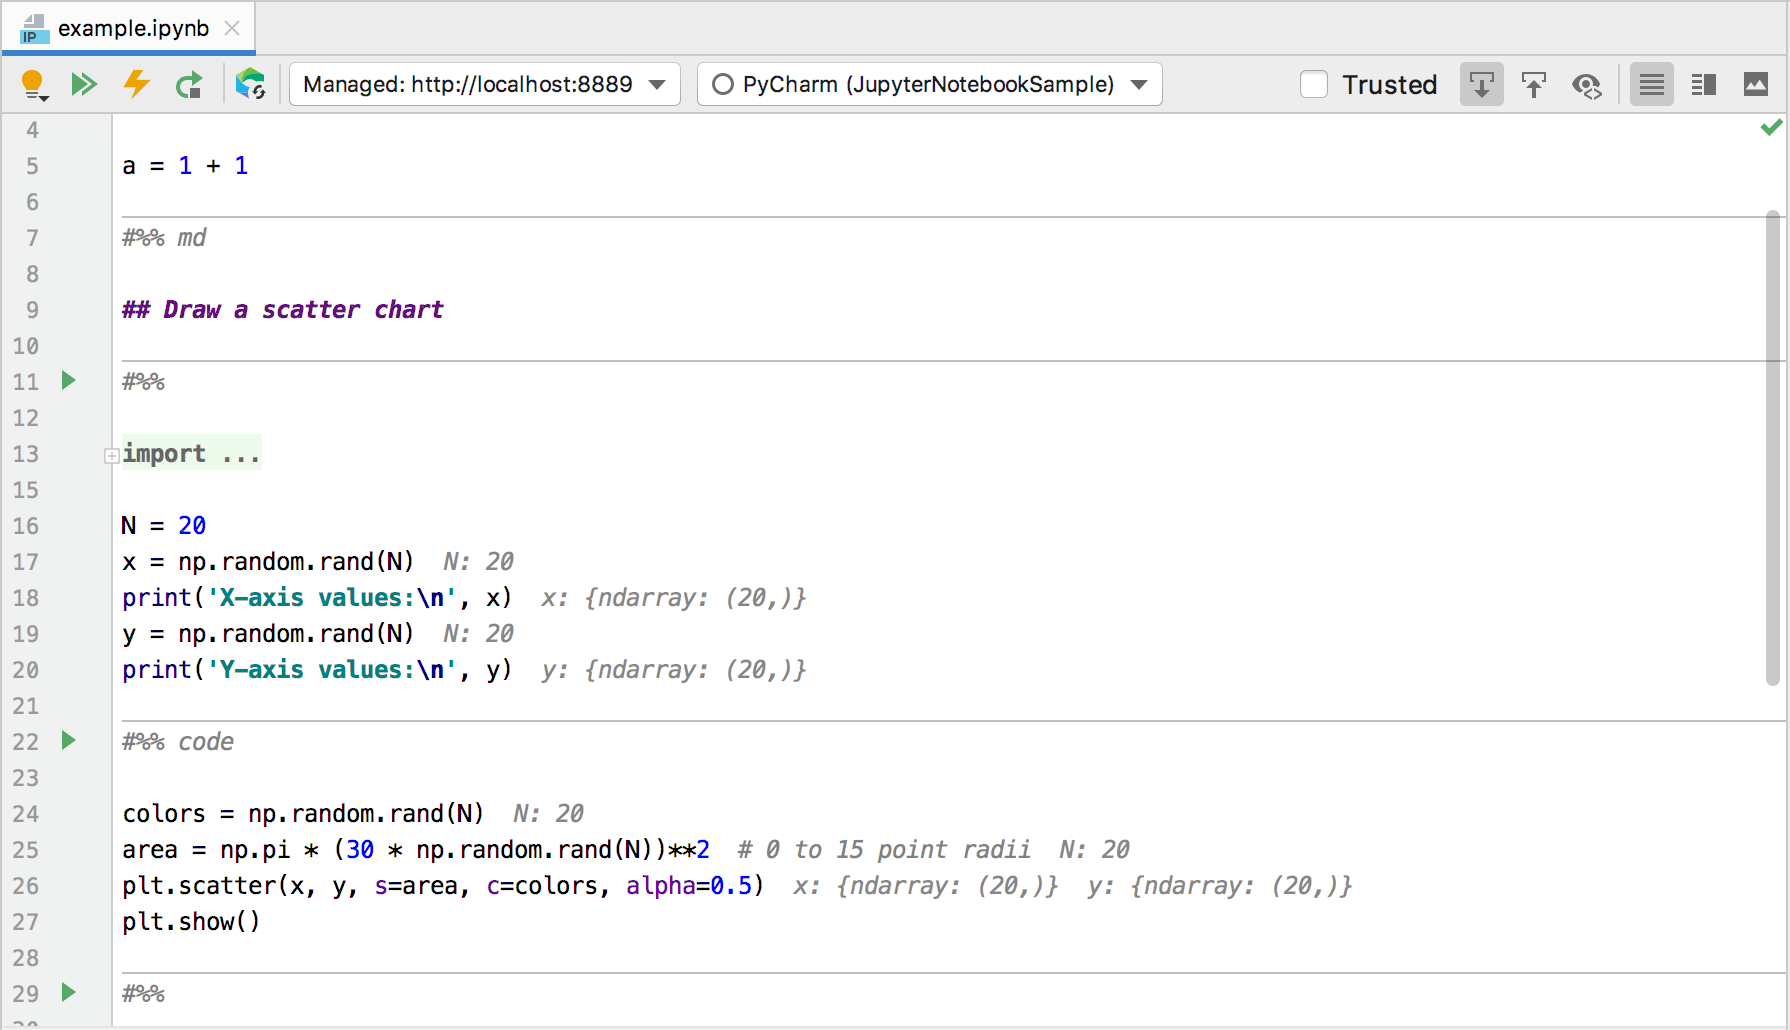 example.ipynb
IP
Managed: http://localhost:8889 PyCharm (JupyterNotebookSample) Trusted
4
5 a = 1 + 1
6
7 #%% md
8
9 ## Draw a scatter chart
10
11 #%%
12
13 import ...
15
16 N = 20
17 x = np.random.rand(N) N: 20
18 print('X-axis values:\n', x) x: {ndarray: (20,)}
19 y = np.random.rand(N) N: 20
20 print('Y-axis values:\n', y) y: {ndarray: (20,)}
21
22 #%% code
23
24 colors = np.random.rand(N) N: 20
25 area = np.pi * (30 * np.random.rand(N))**2 # 0 to 15 point radii N: 20
26 plt.scatter(x, y, s=area, c=colors, alpha=0.5) x: {ndarray: (20,)} y: {ndarray: (20,)}
27 plt.show()
28
29 #%%